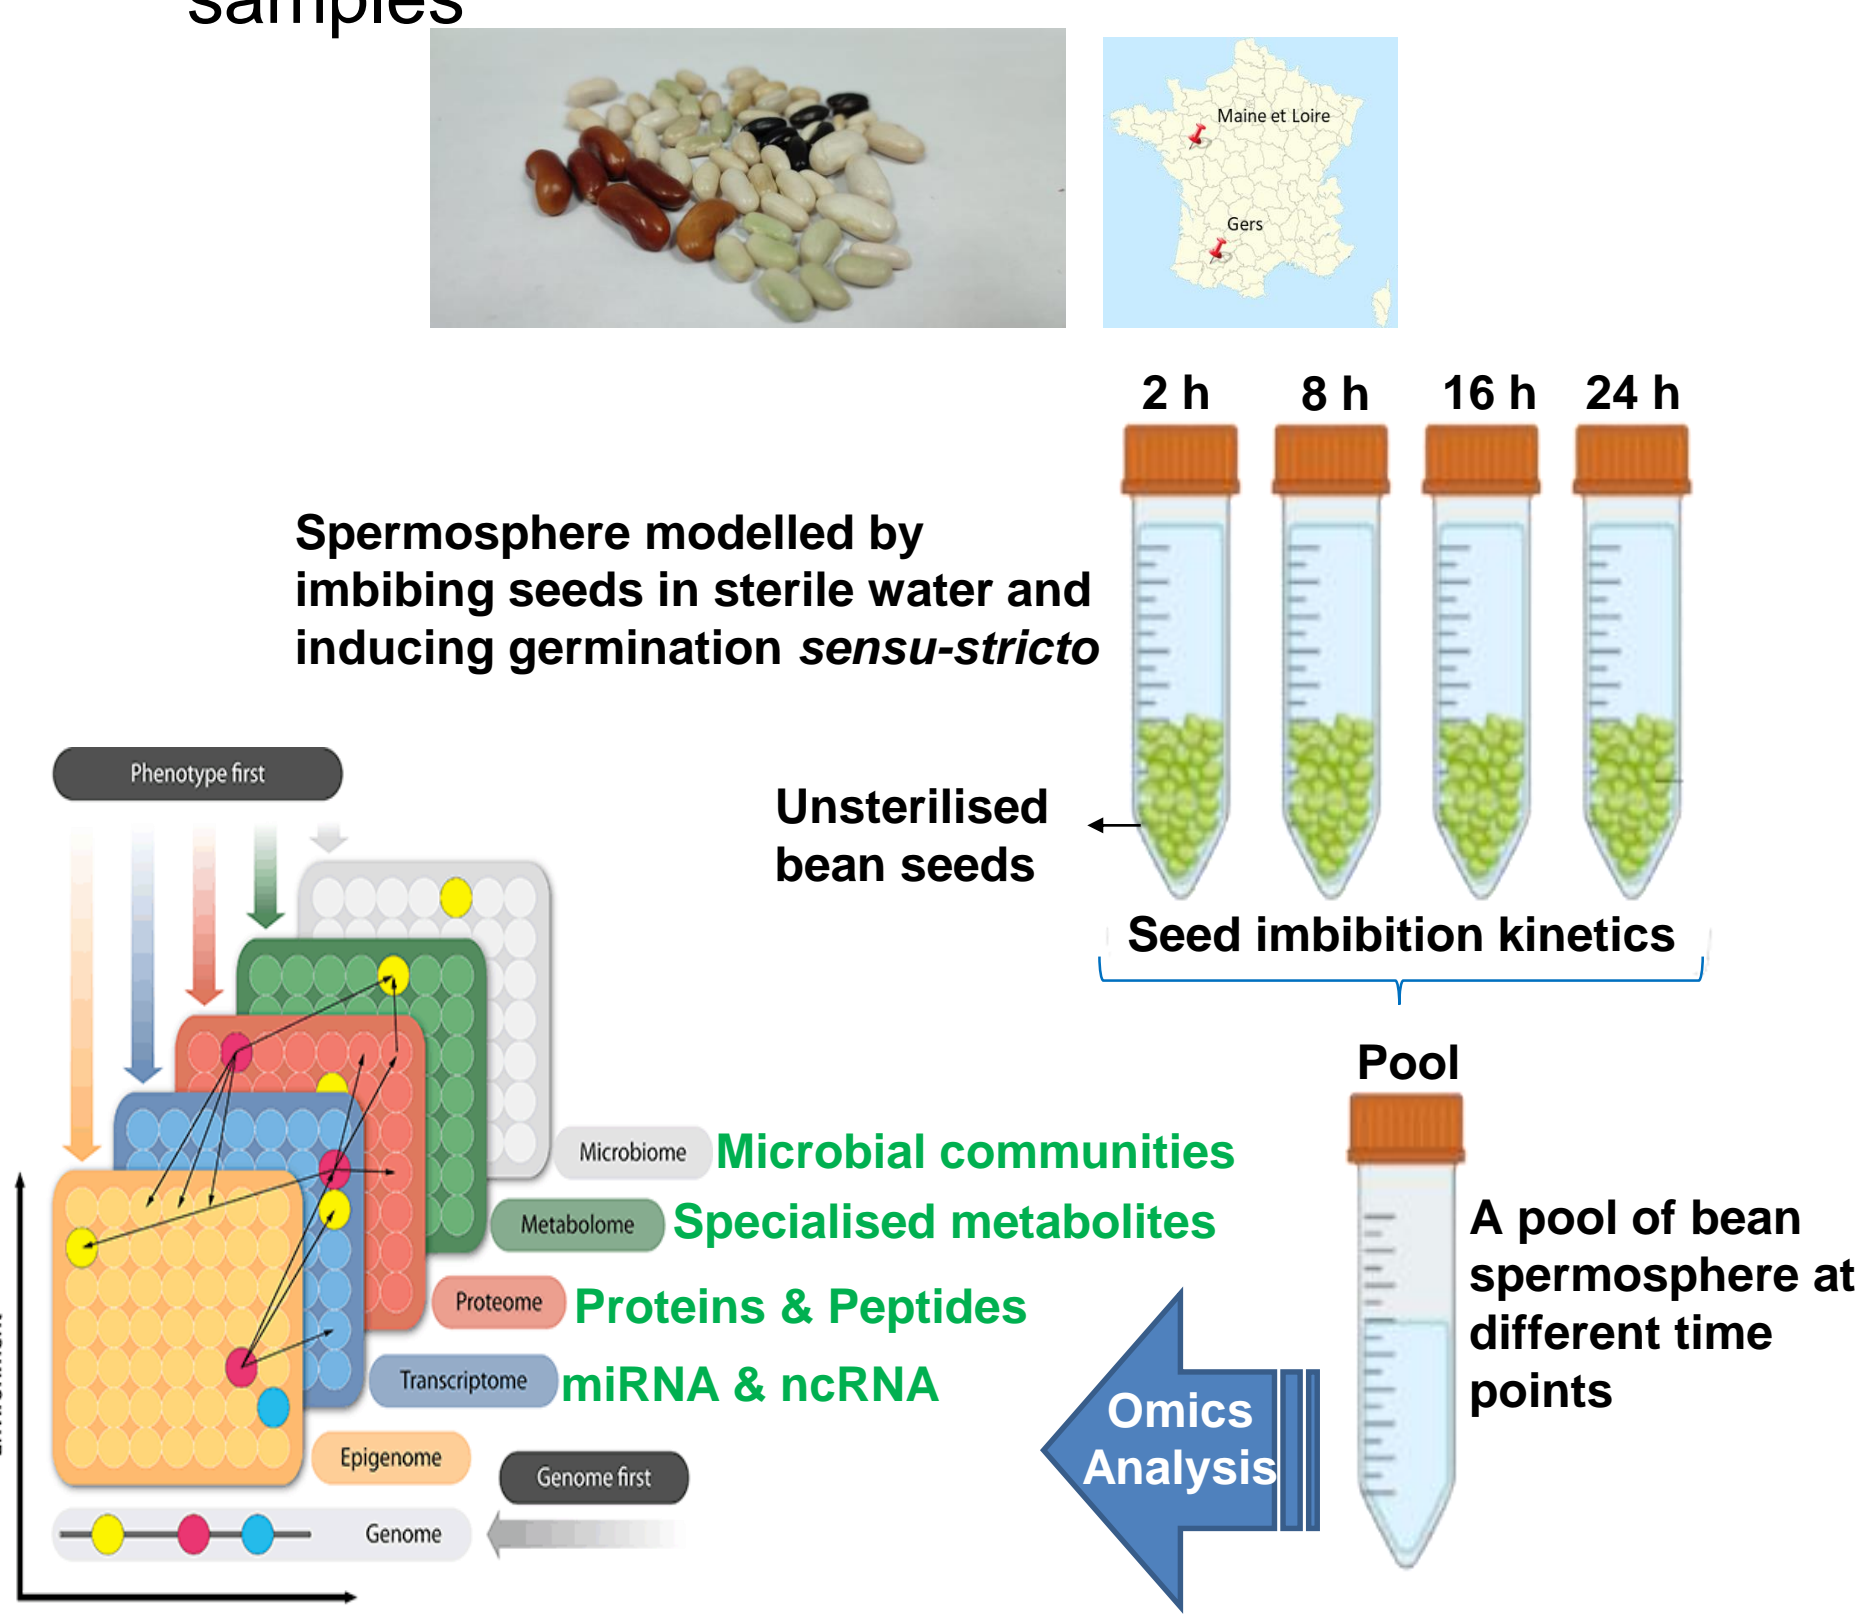 samples
Maine et Loire
Gers
2 h 8 h 16 h 24 h
Spermosphere modelled by
imbibing seeds in sterile water and
inducing germination sensu-stricto
Unsterilised
bean seeds
Seed imbibition kinetics
Pool
A pool of bean
spermosphere at
different time
points
Omics
Analysis
Phenotype first
Microbiome Microbial communities
Metabolome Specialised metabolites
Proteome Proteins & Peptides
Transcriptome miRNA & ncRNA
Epigenome
Genome first
Genome